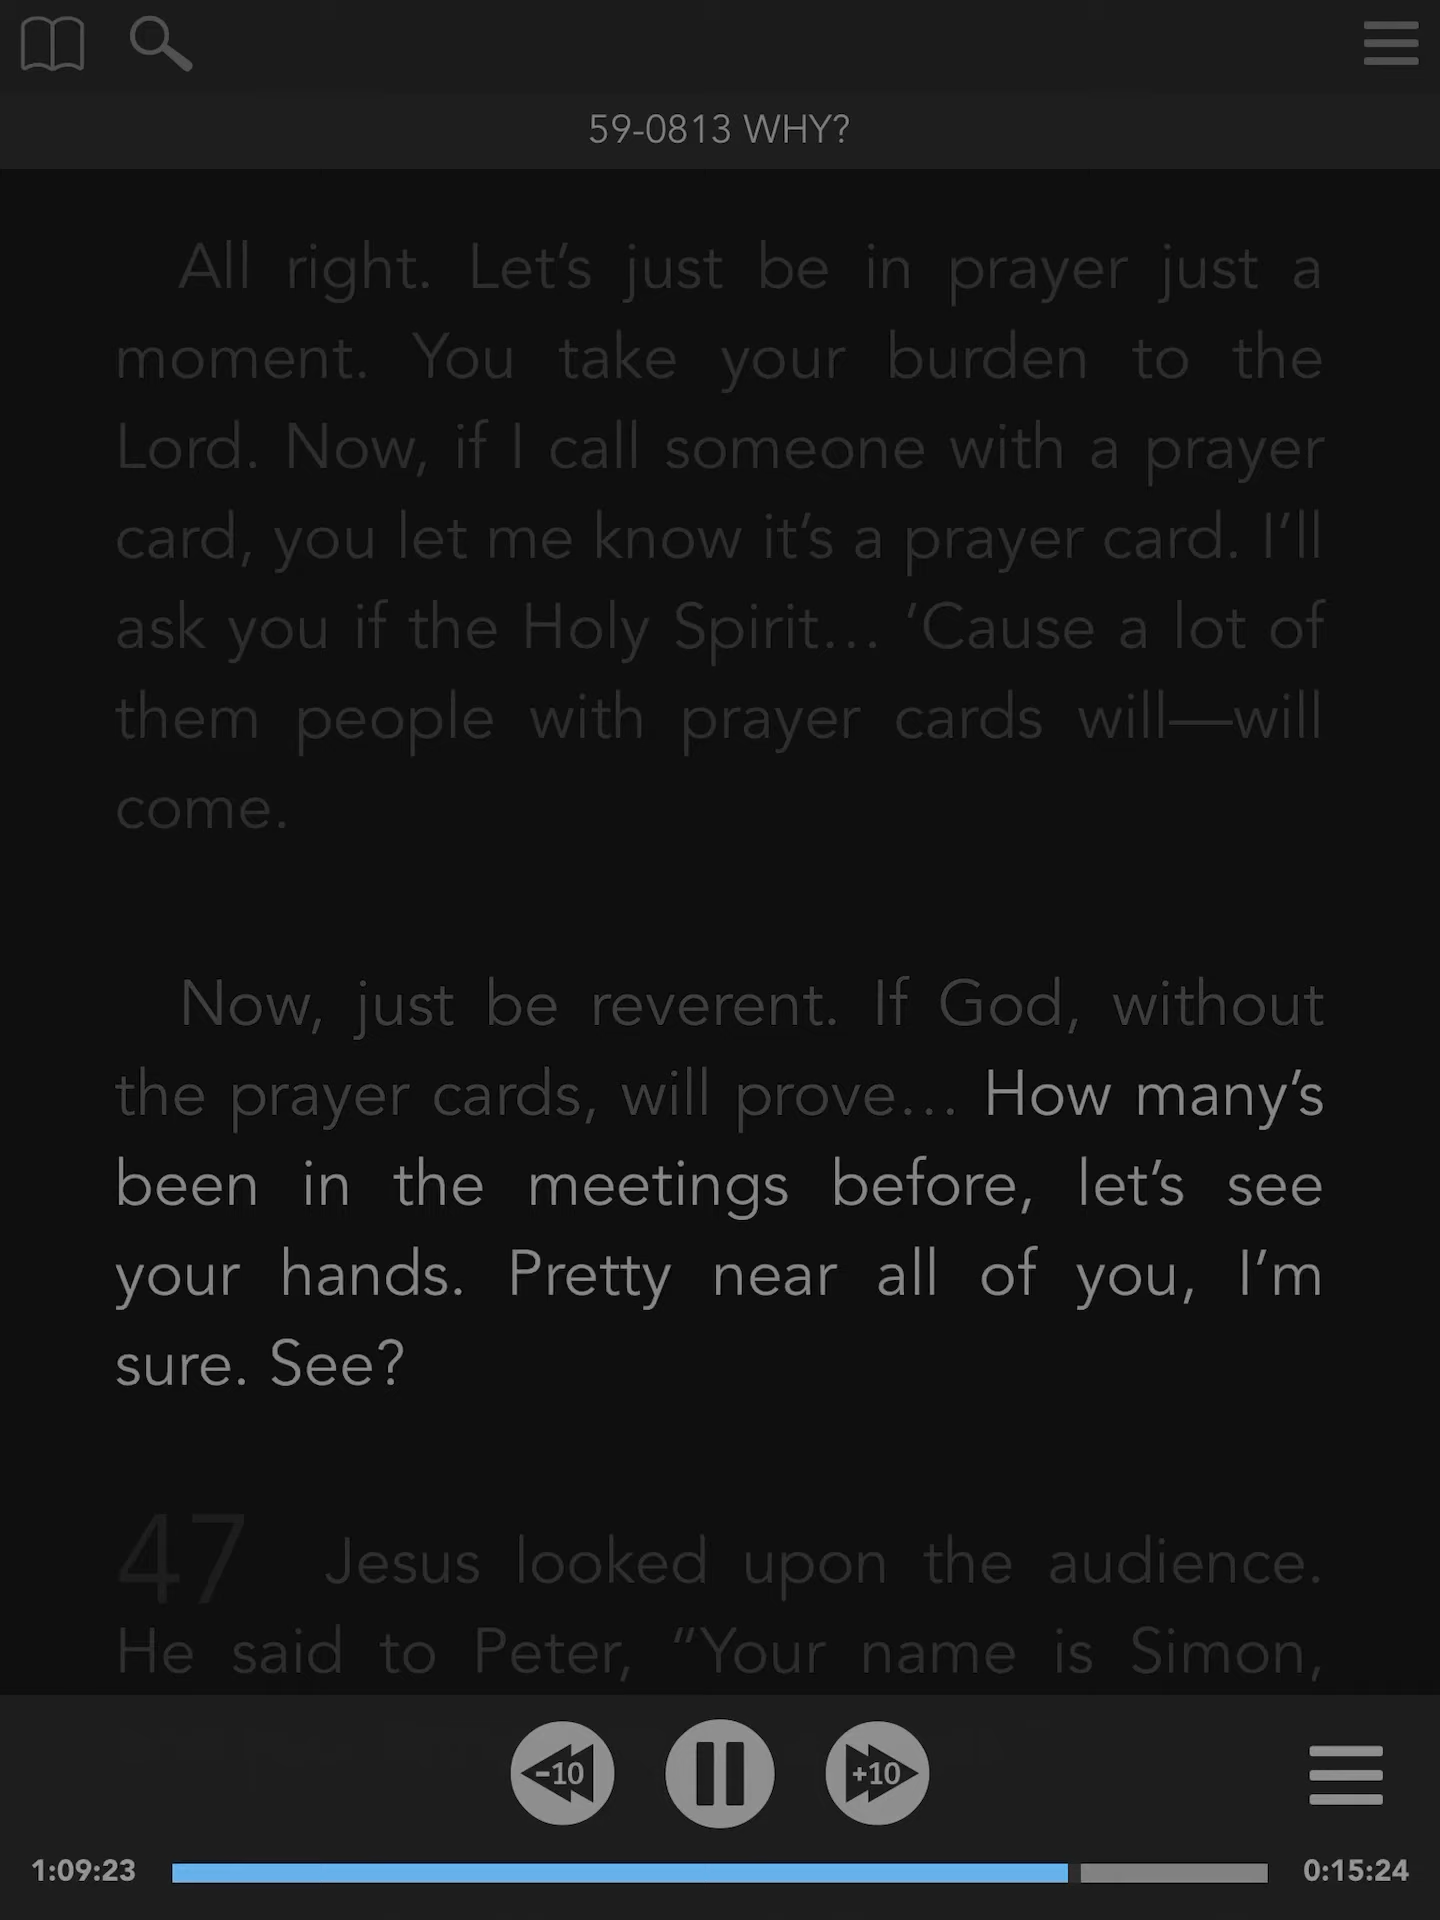 59-0813 WHY?
All right. Let’s just be in prayer just a
moment. You take your burden to the
Lord. Now, if I call someone with a prayer
card, you let me know it’s a prayer card. I’ll
ask you if the Holy Spirit… ’Cause a lot of
them people with prayer cards will—will
come.
Now, just be reverent. If God, without
the prayer cards, will prove… How many’s
been in the meetings before, let’s see
your hands. Pretty near all of you, I’m
sure. See?
47 Jesus looked upon the audience.
He said to Peter, “Your name is Simon,
-10 +10
1:09:23 0:15:24